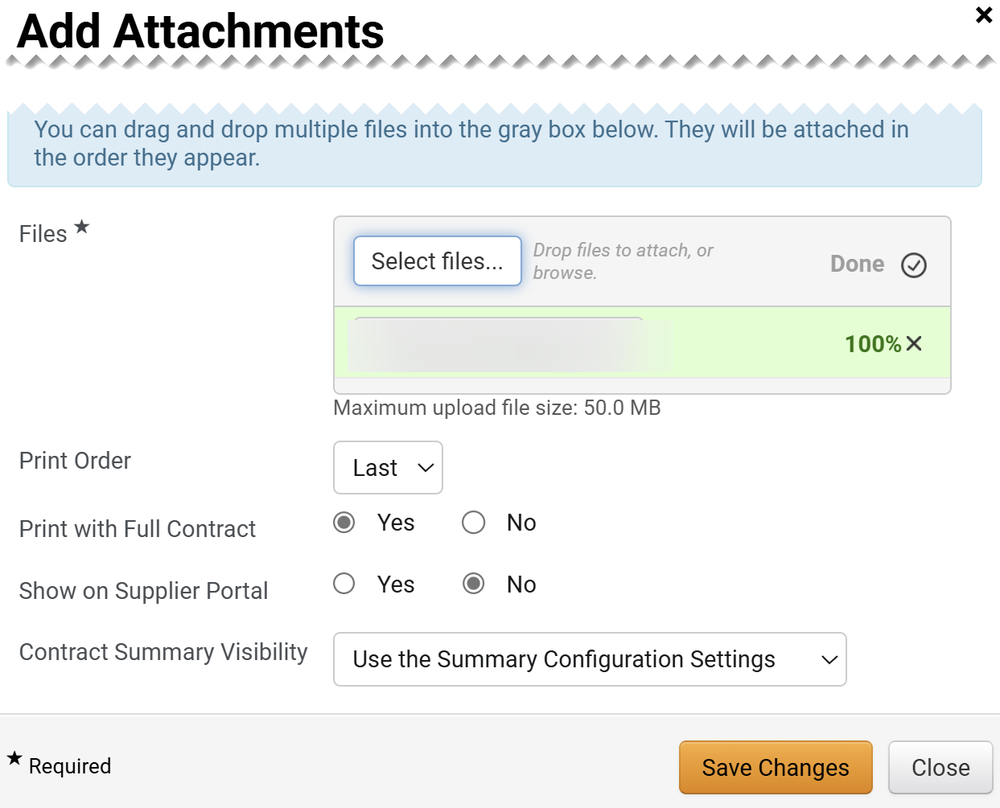 Add Attachments
You can drag and drop multiple files into the gray box below. They will be attached in
the order they appear.
Files ★
Select files...
Drop files to attach, or
browse.
Done
100%
Maximum upload file size: 50.0 MB
Print Order
Last
Print with Full Contract
Yes
No
Show on Supplier Portal
Yes
No
Contract Summary Visibility
Use the Summary Configuration Settings
★ Required
Save Changes
Close